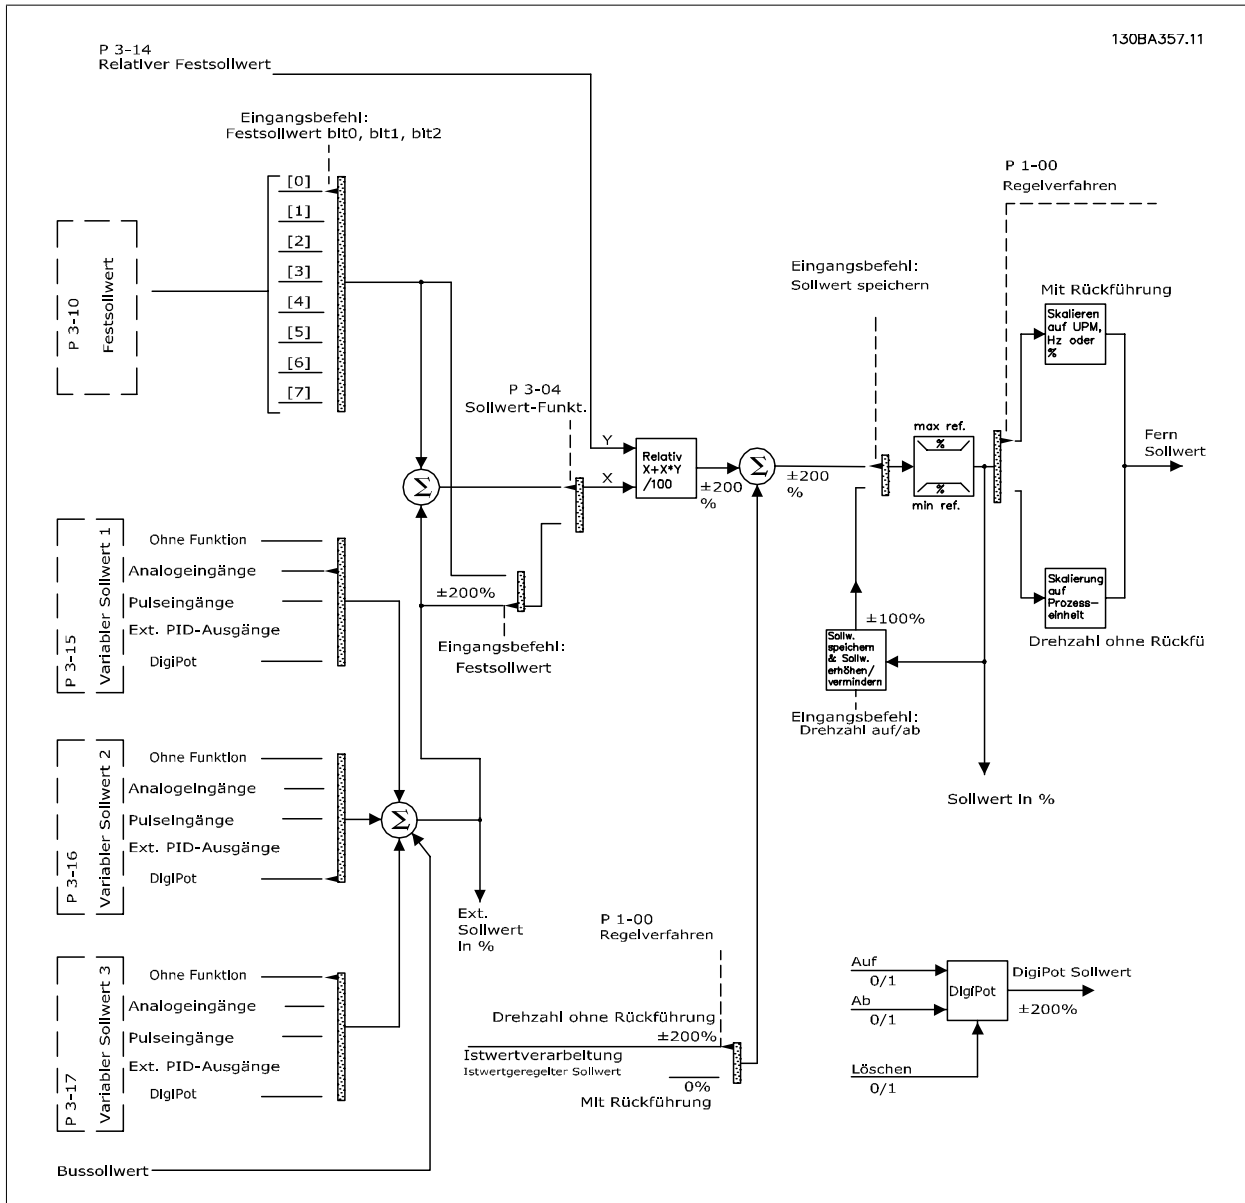 130BA357.11
P 3-14
Relativer Festsollwert
Eingangsbefehl:
Festsollwert bit0, bit1, bit2
P 1-00
Regelverfahren
[0]
[1]
[2]
[3]
[4]
[5]
[6]
[7]
P 3-10
Festsollwert
Eingangsbefehl:
Sollwert speichern
Mit Rückführung
Skalieren
auf UPM,
Hz oder
%
P 3-04
Sollwert-Funkt.
Y
X
Relativ
X+X*Y
/100
±200
%
Σ
±200
%
max ref.
%
%
min ref.
Fern
Sollwert
Σ
P 3-15
Variabler Sollwert 1
Ohne Funktion
Analogeingänge
Pulseingänge
Ext. PID-Ausgänge
DigiPot
±200%
Eingangsbefehl:
Festsollwert
±100%
Sollw.
speichern
& Sollw.
erhöhen/
vermindern
Eingangsbefehl:
Drehzahl auf/ab
Skalierung
auf
Prozess-
einheit
Drehzahl ohne Rückfü
Sollwert in %
P 3-16
Variabler Sollwert 2
Ohne Funktion
Analogeingänge
Pulseingänge
Ext. PID-Ausgänge
DigiPot
Σ
Ext.
Sollwert
in %
P 3-17
Variabler Sollwert 3
Ohne Funktion
Analogeingänge
Pulseingänge
Ext. PID-Ausgänge
DigiPot
Bussollwert
P 1-00
Regelverfahren
Drehzahl ohne Rückführung
±200%
Istwertverarbeitung
Istwertgeregelter Sollwert
0%
Mit Rückführung
Auf
0/1
Ab
0/1
Löschen
0/1
DigiPot
DigiPot Sollwert
±200%